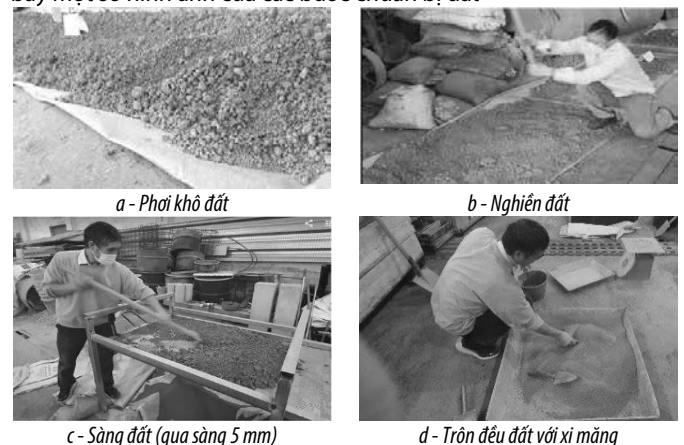 a - Phơi khô đất
b - Nghiền đất
c - Sàng đất (qua sàng 5 mm)
d - Trộn đều đất với xi măng